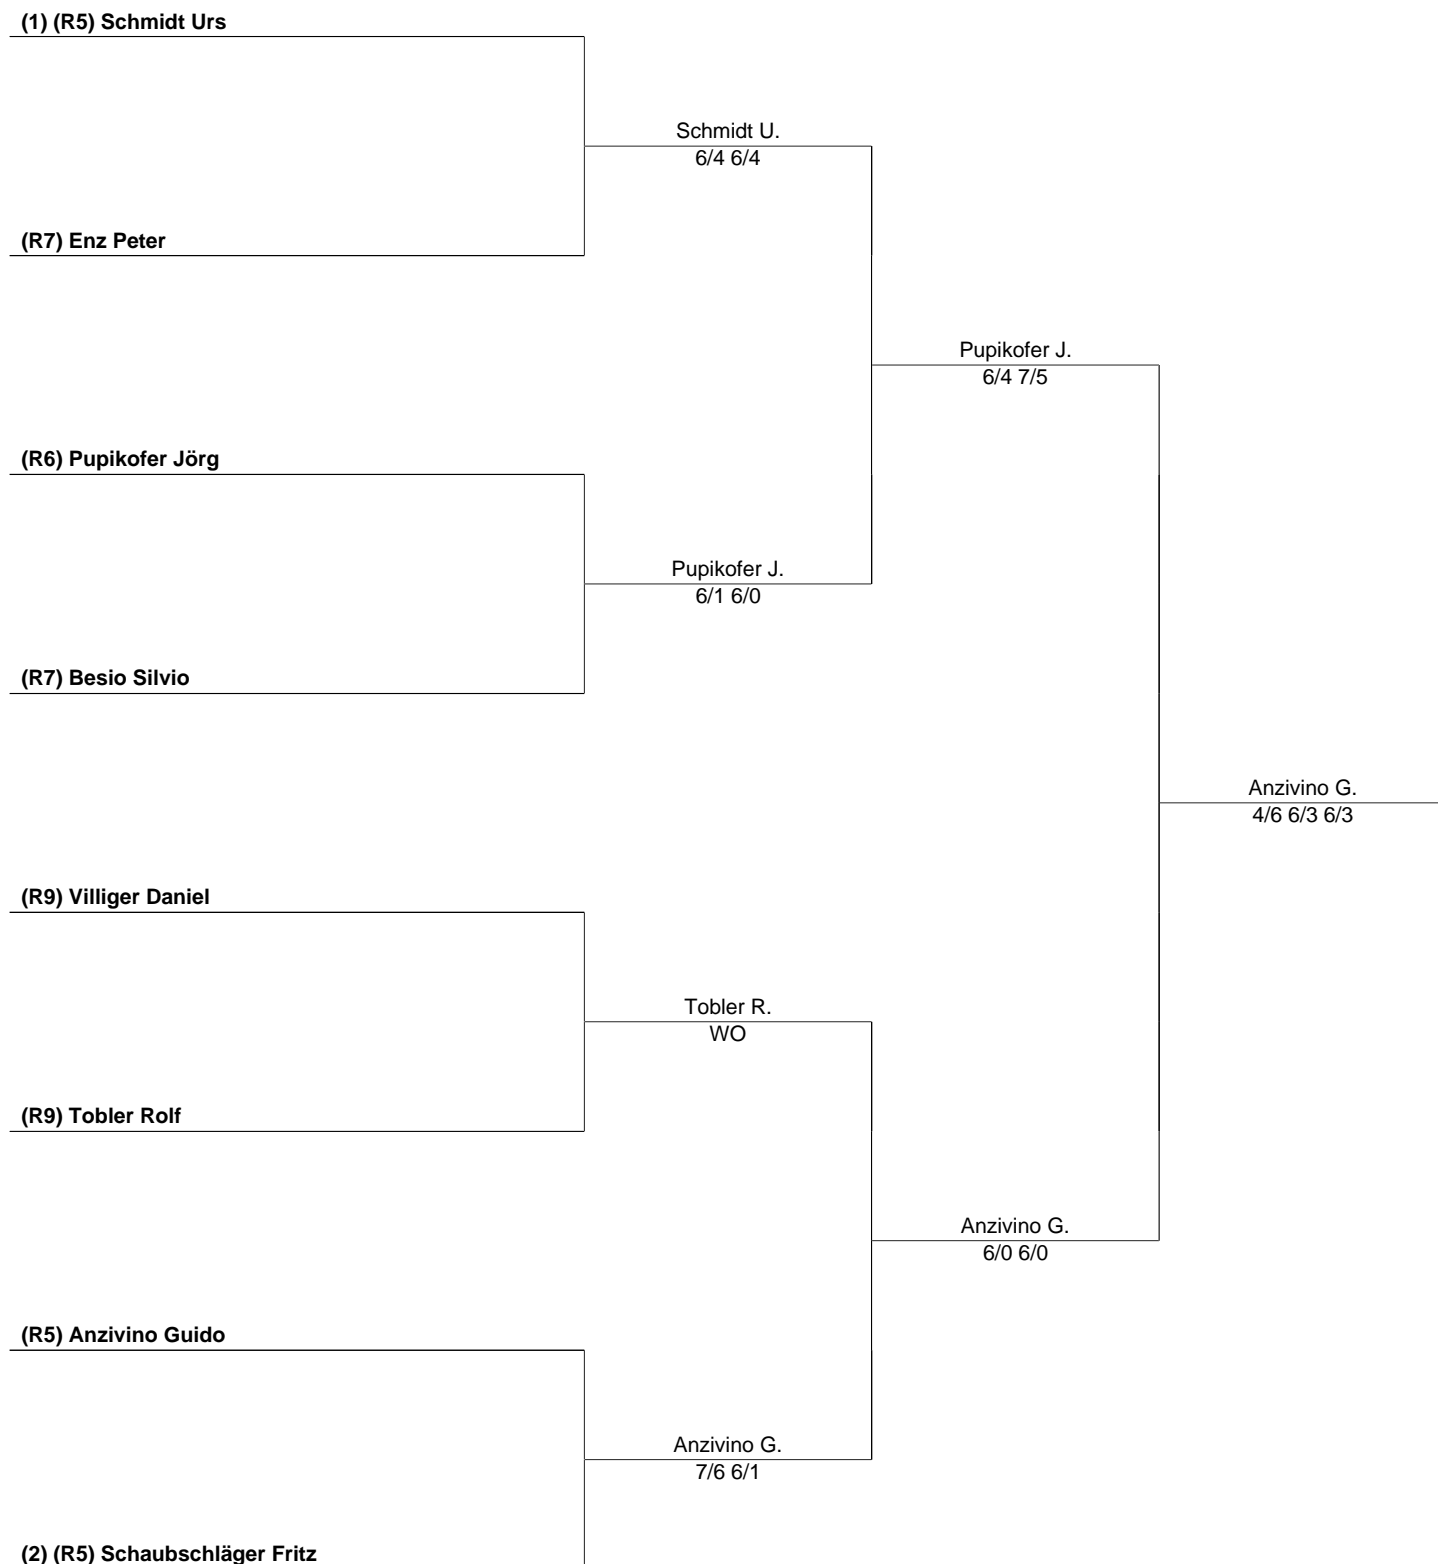 (1) (R5) Schmidt Urs
Schmidt U.
6/4 6/4
(R7) Enz Peter
Pupikofer J.
6/4 7/5
(R6) Pupikofer Jörg
Pupikofer J.
6/1 6/0
(R7) Besio Silvio
Anzivino G.
4/6 6/3 6/3
(R9) Villiger Daniel
Tobler R.
WO
(R9) Tobler Rolf
Anzivino G.
6/0 6/0
(R5) Anzivino Guido
Anzivino G.
7/6 6/1
(2) (R5) Schaubschläger Fritz